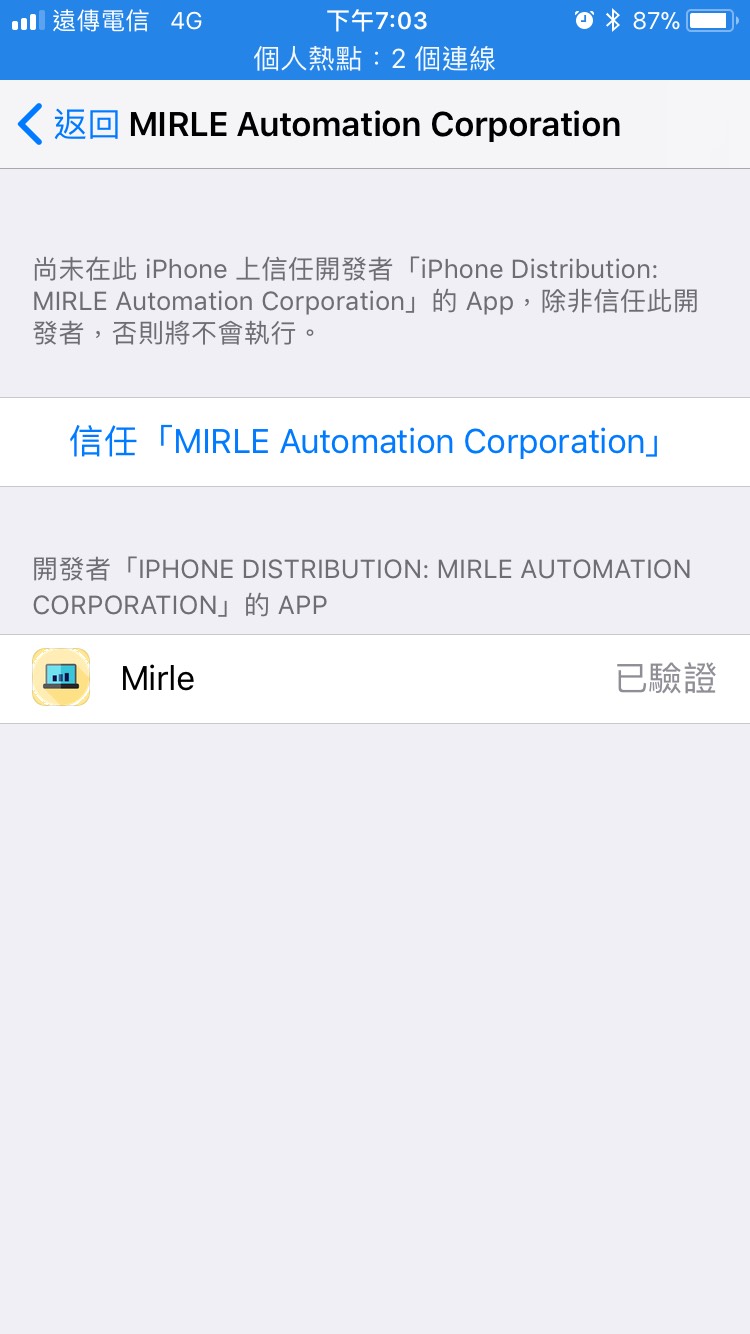 遠傳電信 4G 下午7:03 87%
個人熱點：2 個連線
返回 MIRLE Automation Corporation
尚未在此 iPhone 上信任開發者「iPhone Distribution:
MIRLE Automation Corporation」的 App，除非信任此開
發者，否則將不會執行。
信任「MIRLE Automation Corporation」
開發者「IPHONE DISTRIBUTION: MIRLE AUTOMATION
CORPORATION」的 APP
Mirle 已驗證